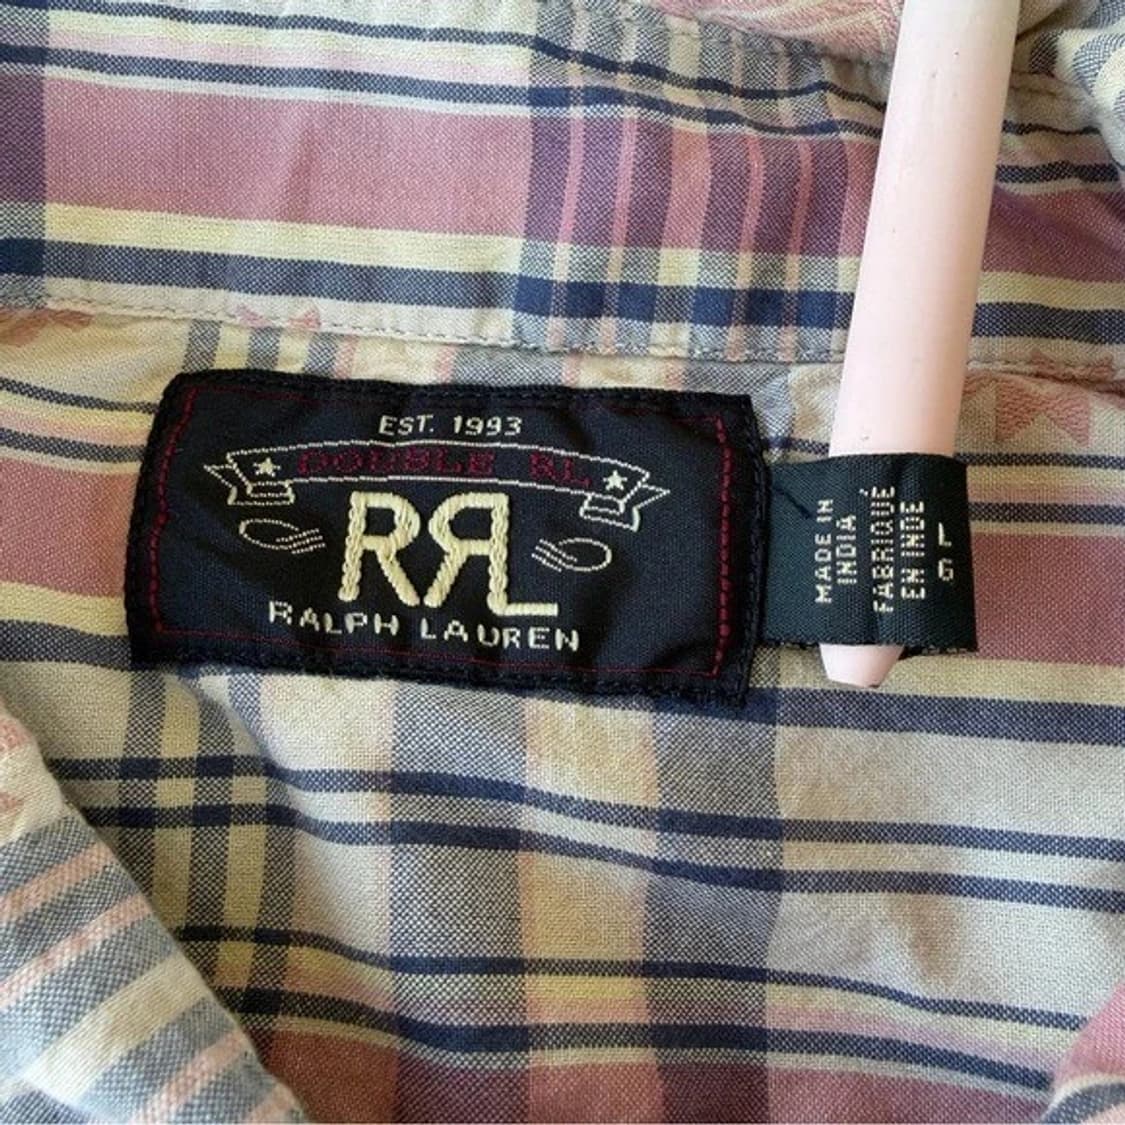 EST. 1993
DOUBLE RL
RRL
RALPH LAUREN
MADE IN
INDIA
FABRIQUÉ
EN INDE
L
G